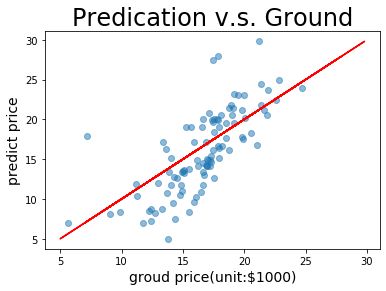 Predication v.s. Ground
30
25
20
15
10
5
predict price
5 10 15 20 25 30
groud price(unit:$1000)